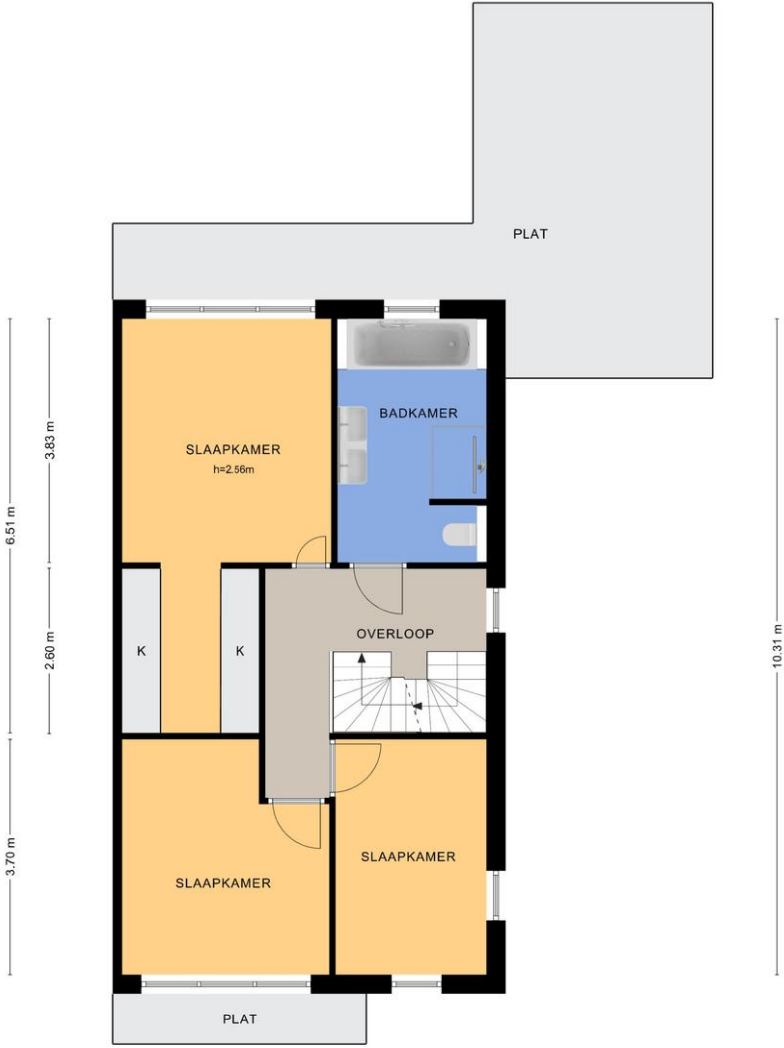 PLAT
BADKAMER
SLAAPKAMER
h=2.56m
3.83 m
6.51 m
K
K
OVERLOOP
2.60 m
10.31 m
SLAAPKAMER
SLAAPKAMER
3.70 m
PLAT